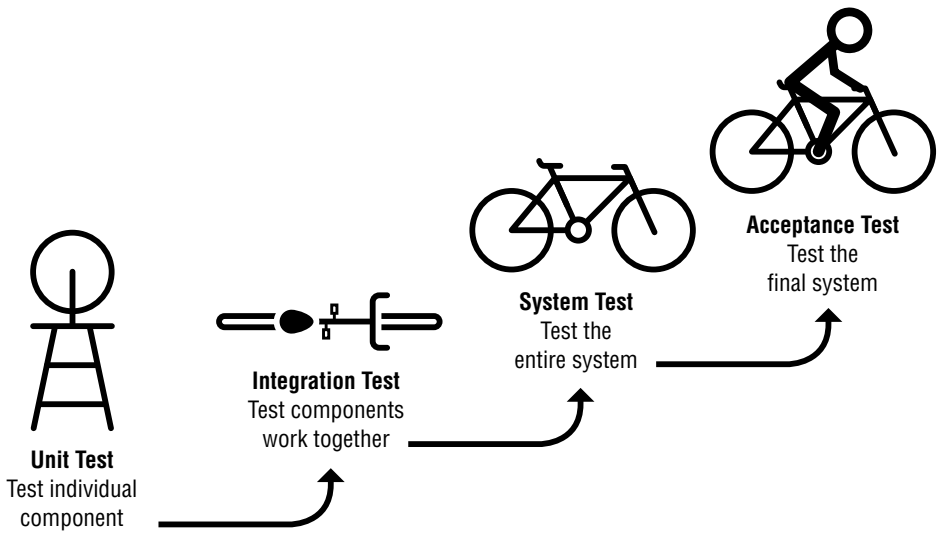 Unit Test
Test individual
component
Integration Test
Test components
work together
System Test
Test the
entire system
Acceptance Test
Test the
final system